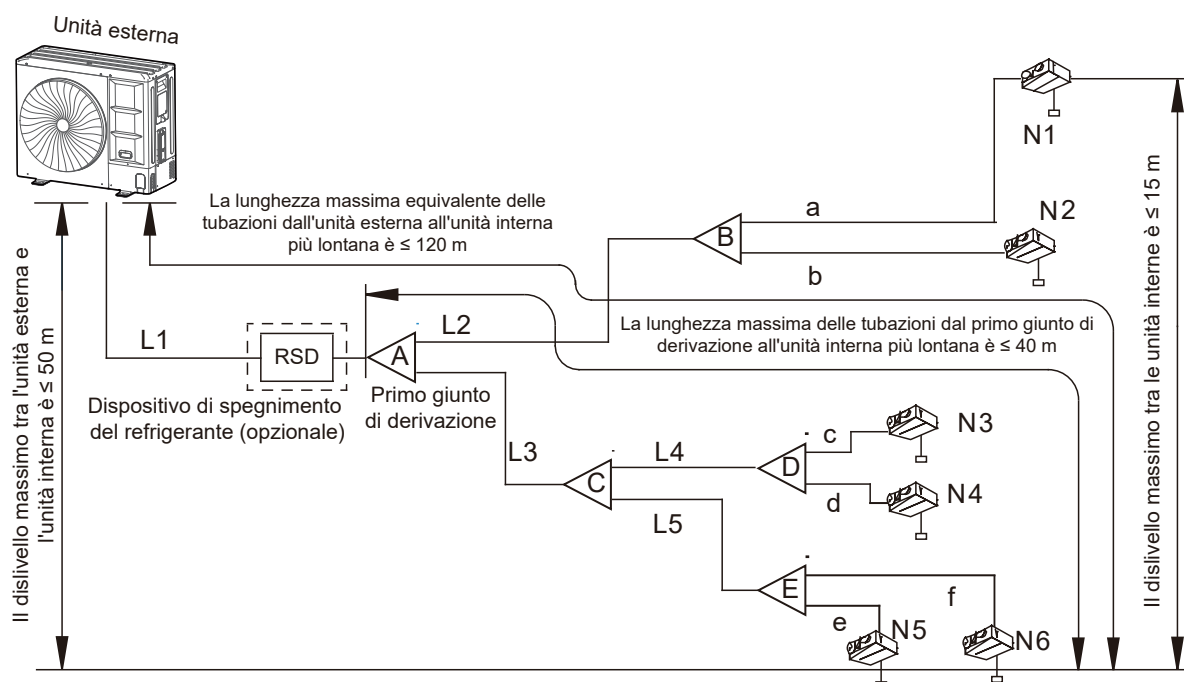 Unità esterna
N1
La lunghezza massima equivalente delle
tubazioni dall'unità esterna all'unità interna
più lontana è ≤ 120 m
a
N2
B
b
L1
RSD
A
L2
La lunghezza massima delle tubazioni dal primo giunto di
derivazione all'unità interna più lontana è ≤ 40 m
Dispositivo di spegnimento
del refrigerante (opzionale)
Primo giunto
di derivazione
L3
C
L4
L5
D
c
N3
d
N4
E
f
e
N5
N6
Il dislivello massimo tra l'unità esterna e
l'unità interna è ≤ 50 m
Il dislivello massimo tra le unità interne è ≤ 15 m